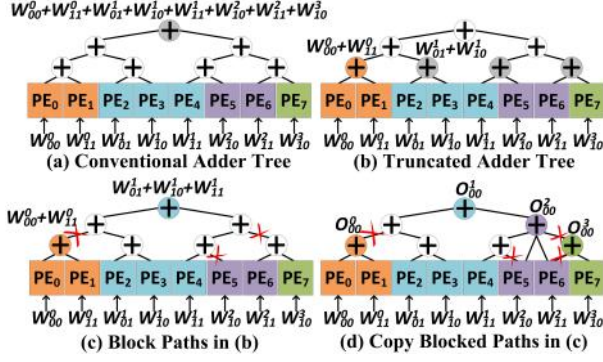 W⁰₀₀+W⁰₁₁+W¹₀₁+W¹₁₀+W¹₁₁+W²₁₀+W²₁₁+W³₁₀
PE₀ PE₁ PE₂ PE₃ PE₄ PE₅ PE₆ PE₇
W⁰₀₀ W⁰₁₁ W¹₀₁ W¹₁₀ W¹₁₁ W²₁₀ W²₁₁ W³₁₀
(a) Conventional Adder Tree
W⁰₀₀+W⁰₁₁
W¹₀₁+W¹₁₀
PE₀ PE₁ PE₂ PE₃ PE₄ PE₅ PE₆ PE₇
W⁰₀₀ W⁰₁₁ W¹₀₁ W¹₁₀ W¹₁₁ W²₁₀ W²₁₁ W³₁₀
(b) Truncated Adder Tree
W¹₀₁+W¹₁₀+W¹₁₁
W⁰₀₀+W⁰₁₁
PE₀ PE₁ PE₂ PE₃ PE₄ PE₅ PE₆ PE₇
W⁰₀₀ W⁰₁₁ W¹₀₁ W¹₁₀ W¹₁₁ W²₁₀ W²₁₁ W³₁₀
(c) Block Paths in (b)
O¹₀₀
O²₀₀
O⁰₀₀
O³₀₀
PE₀ PE₁ PE₂ PE₃ PE₄ PE₅ PE₆ PE₇
W⁰₀₀ W⁰₁₁ W¹₀₁ W¹₁₀ W¹₁₁ W²₁₀ W²₁₁ W³₁₀
(d) Copy Blocked Paths in (c)